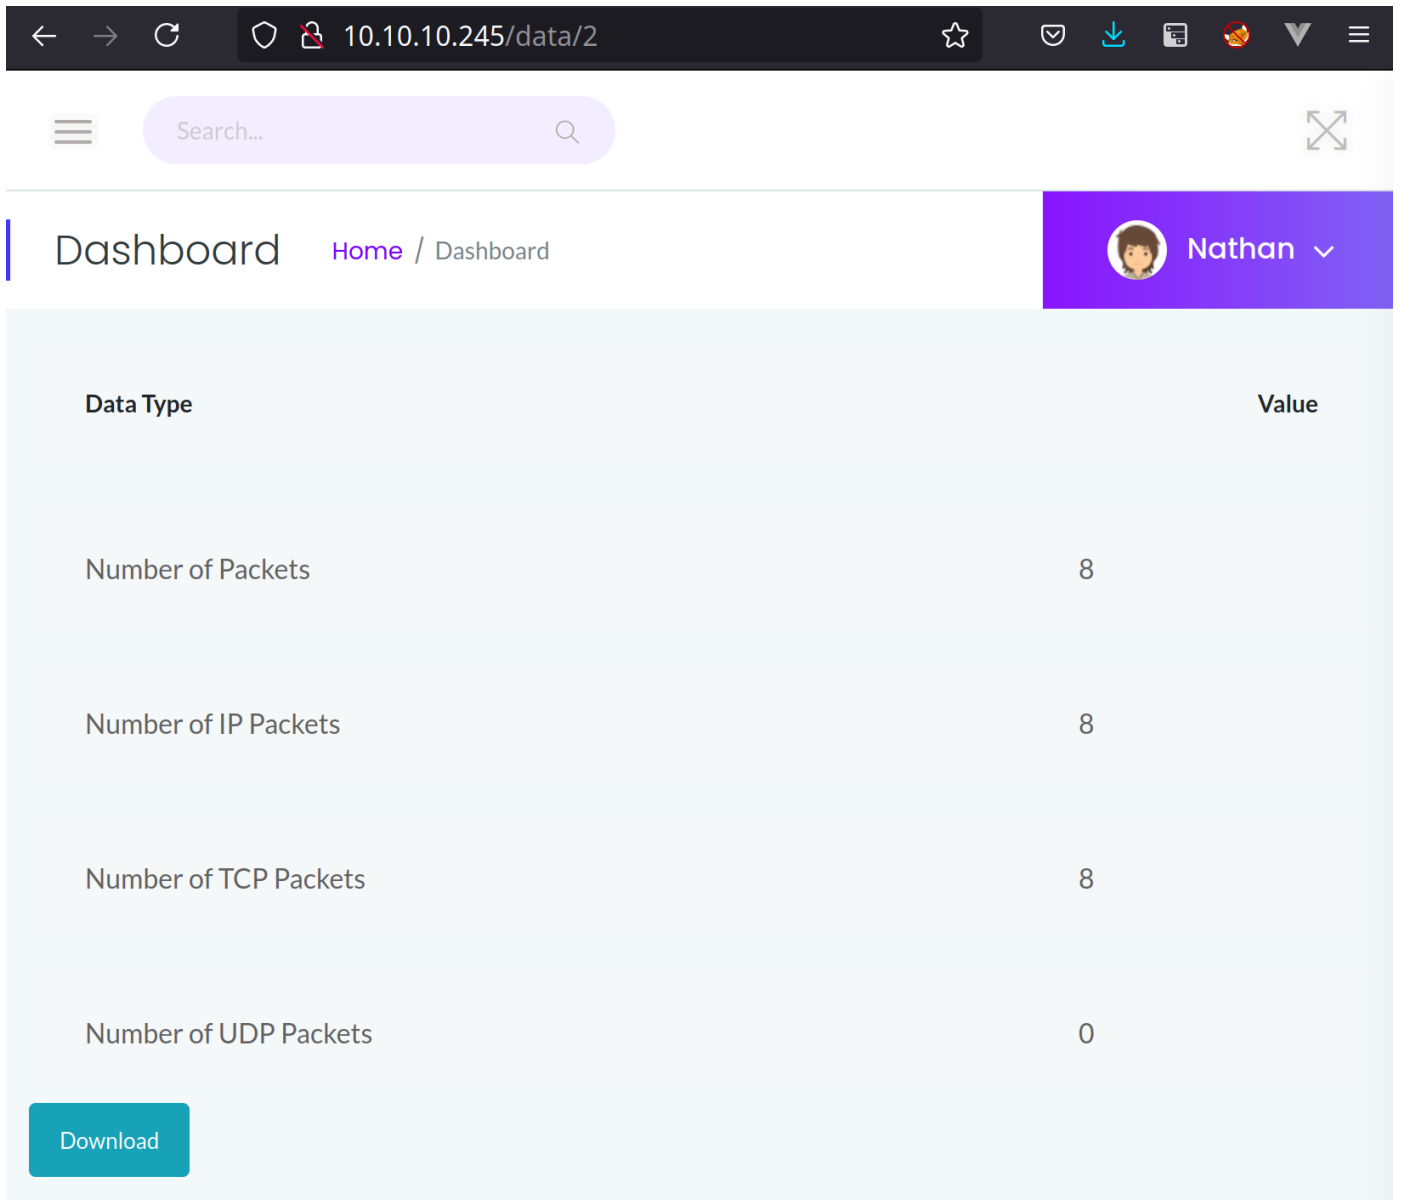 10.10.10.245/data/2
Search...
Dashboard Home / Dashboard Nathan
Data Type Value
Number of Packets 8
Number of IP Packets 8
Number of TCP Packets 8
Number of UDP Packets 0
Download